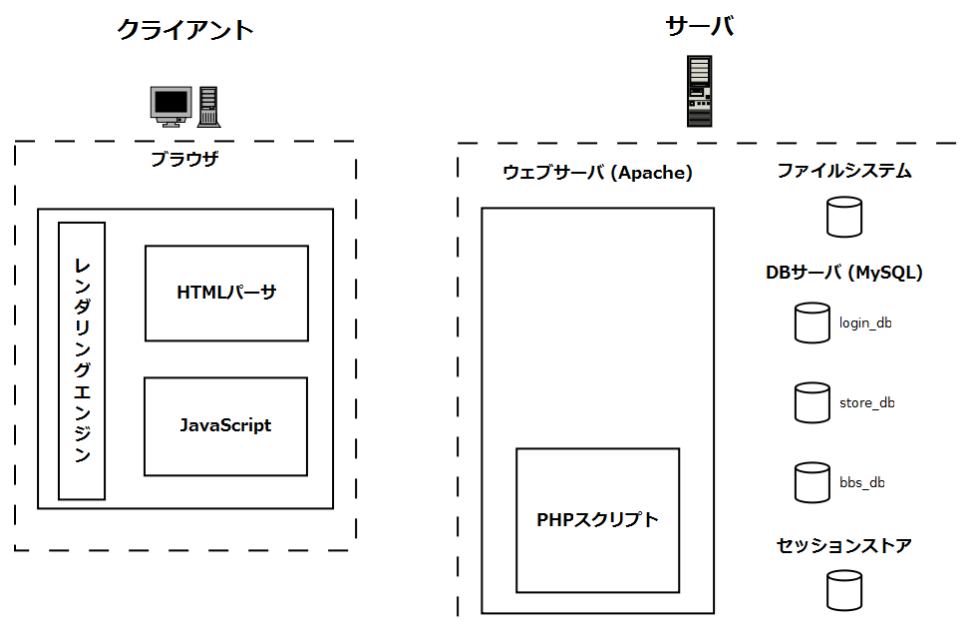 クライアント
サーバ
ブラウザ
レンダリングエンジン
HTMLパーサ
JavaScript
ウェブサーバ (Apache)
PHPスクリプト
ファイルシステム
DBサーバ (MySQL)
login_db
store_db
bbs_db
セッションストア